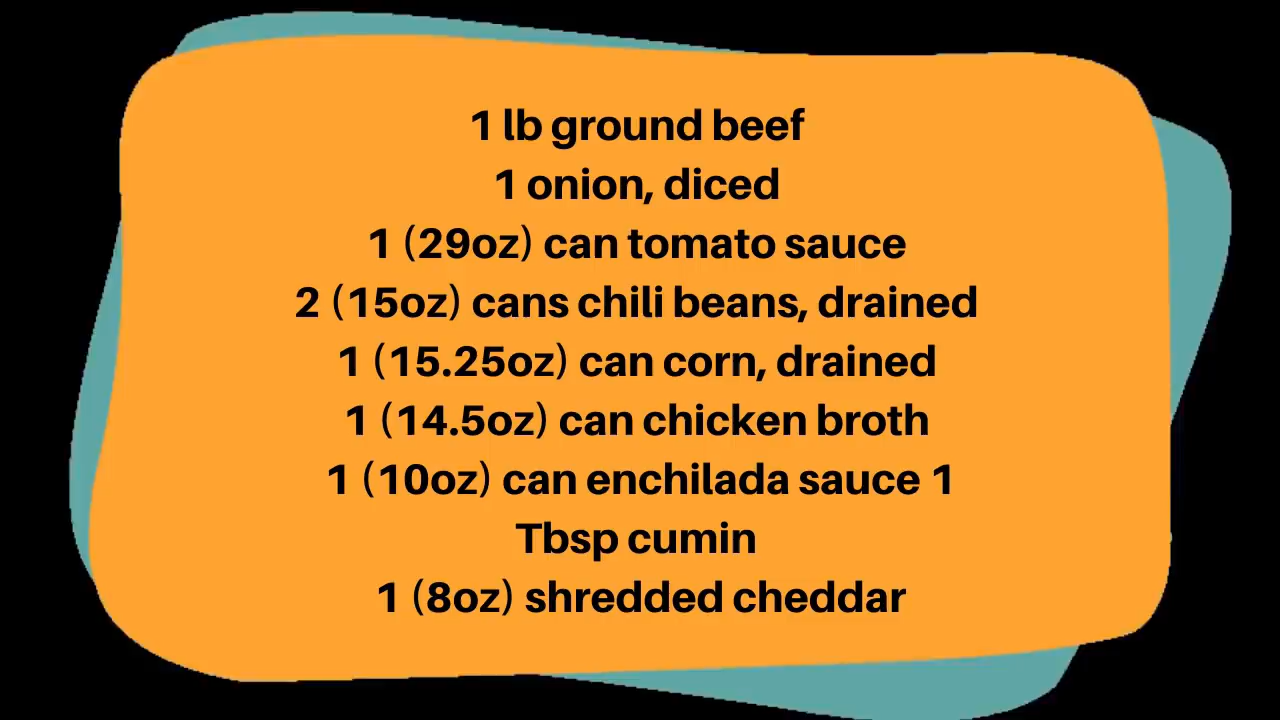 1 lb ground beef
1 onion, diced
1 (29oz) can tomato sauce
2 (15oz) cans chili beans, drained
1 (15.25oz) can corn, drained
1 (14.5oz) can chicken broth
1 (10oz) can enchilada sauce 1
Tbsp cumin
1 (8oz) shredded cheddar